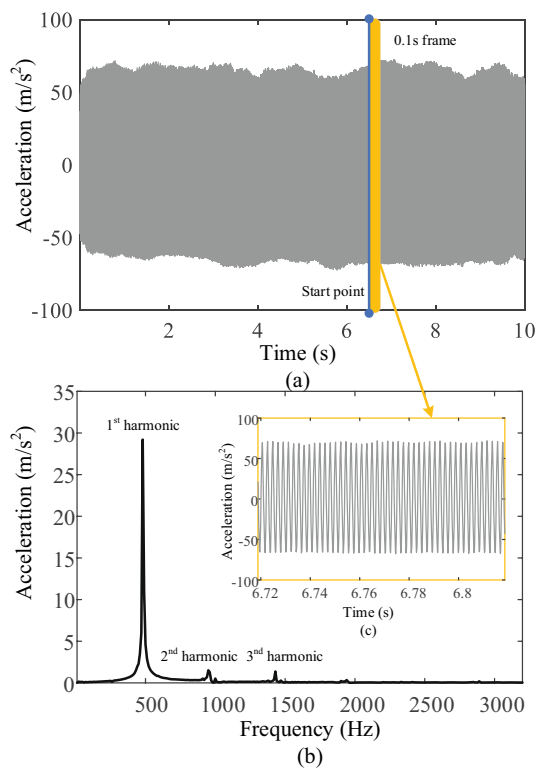 100
50
0
-50
-100
Acceleration (m/s²)
0.1s frame
Start point
2
4
6
8
10
Time (s)
(a)
35
30
25
20
15
10
5
0
Acceleration (m/s²)
1st harmonic
2nd harmonic
3nd harmonic
500
1000
1500
2000
2500
3000
Frequency (Hz)
(b)
100
50
0
-50
-100
Acceleration (m/s²)
6.72
6.74
6.76
6.78
6.8
Time (s)
(c)